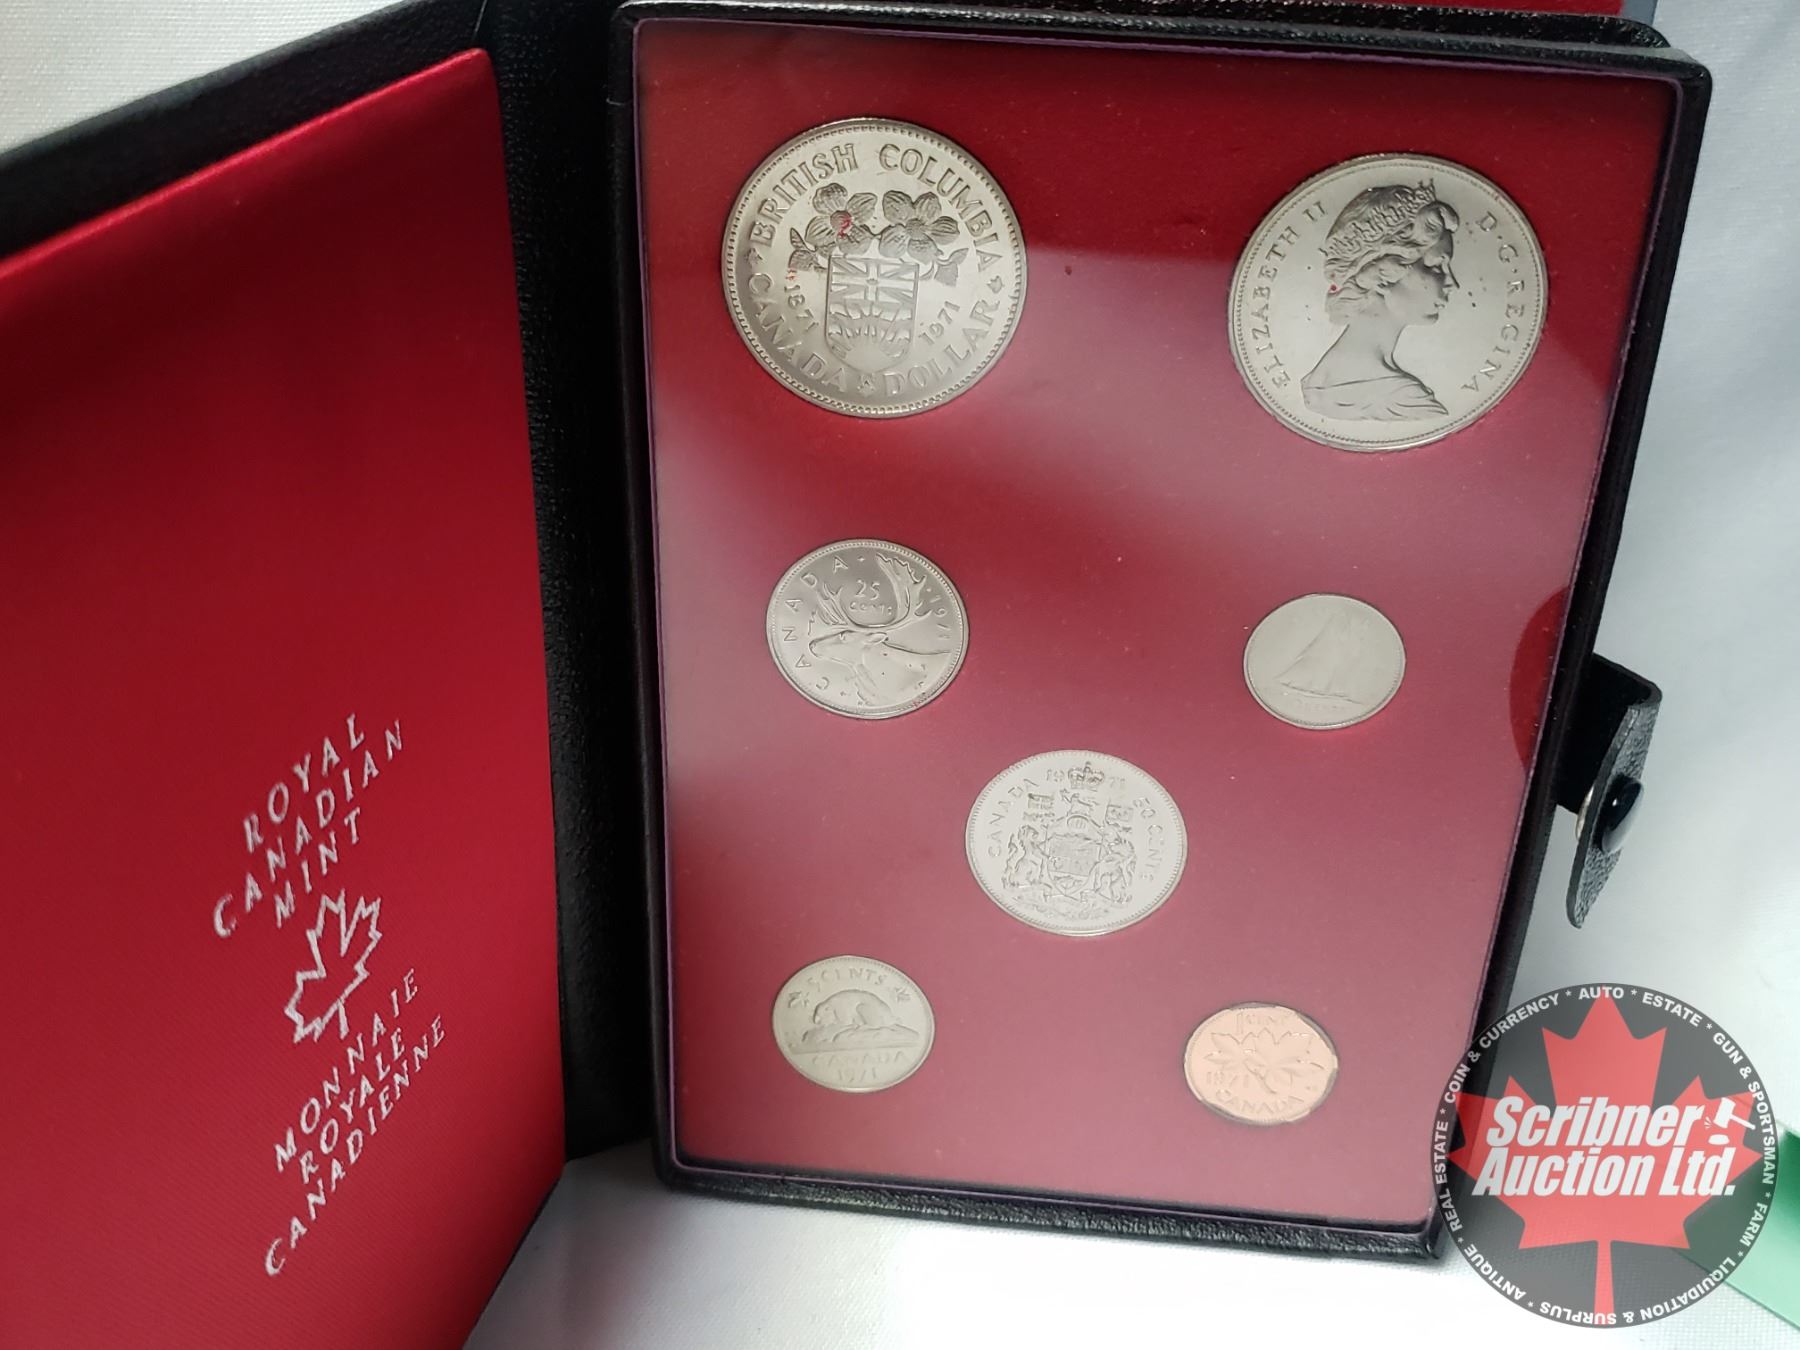 ROYAL
CANADIAN
MINT
MONNAIE
ROYALE
CANADIENNE
BRITISH COLUMBIA
1871 1971
CANADA DOLLAR
ELIZABETH II D·G·REGINA
CANADA · 1971
25
CENTS
CANADA 1971 50 CENTS
5 CENTS
CANADA
1971
1 CENT
1971
CANADA
REAL ESTATE * COIN & CURRENCY * AUTO * ESTATE * GUN & SPORTSMAN * FARM * LIQUIDATION & SURPLUS * ANTIQUE *
Scribner
Auction Ltd.